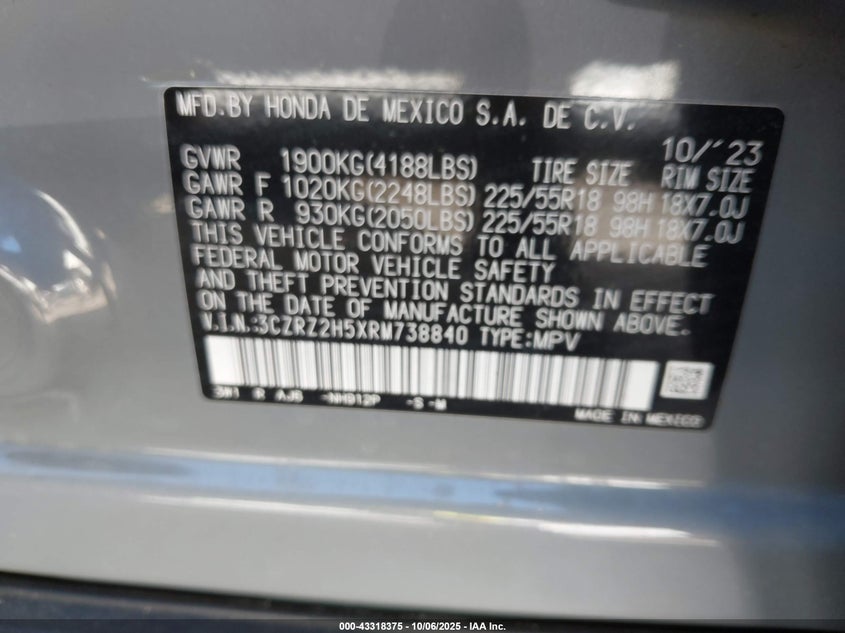 MFD.BY HONDA DE MEXICO S.A. DE C.V.
10/'23
GVWR 1900KG(4188LBS) TIRE SIZE RIM SIZE
GAWR F 1020KG(2248LBS) 225/55R18 98H 18X7.0J
GAWR R 930KG(2050LBS) 225/55R18 98H 18X7.0J
THIS VEHICLE CONFORMS TO ALL APPLICABLE
FEDERAL MOTOR VEHICLE SAFETY
AND THEFT PREVENTION STANDARDS IN EFFECT
ON THE DATE OF MANUFACTURE SHOWN ABOVE.
V.I.N.:3CZRZ2H5XRM738840 TYPE:MPV
R AJB -S -M
MADE IN MEXICO
000-43318375 - 10/06/2025 - IAA Inc.